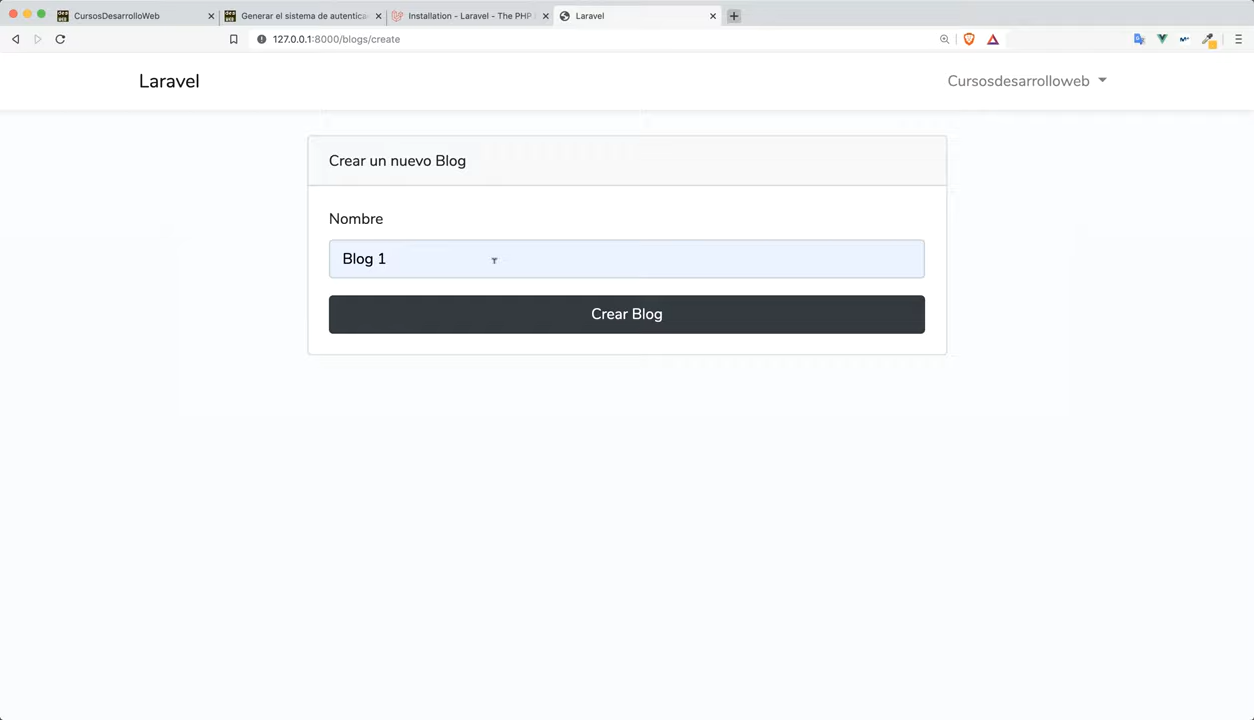 CursosDesarrolloWeb
Generar el sistema de autentica
Installation - Laravel - The PHP
Laravel
127.0.0.1:8000/blogs/create
Laravel
Cursosdesarrolloweb
Crear un nuevo Blog
Nombre
Blog 1
Crear Blog